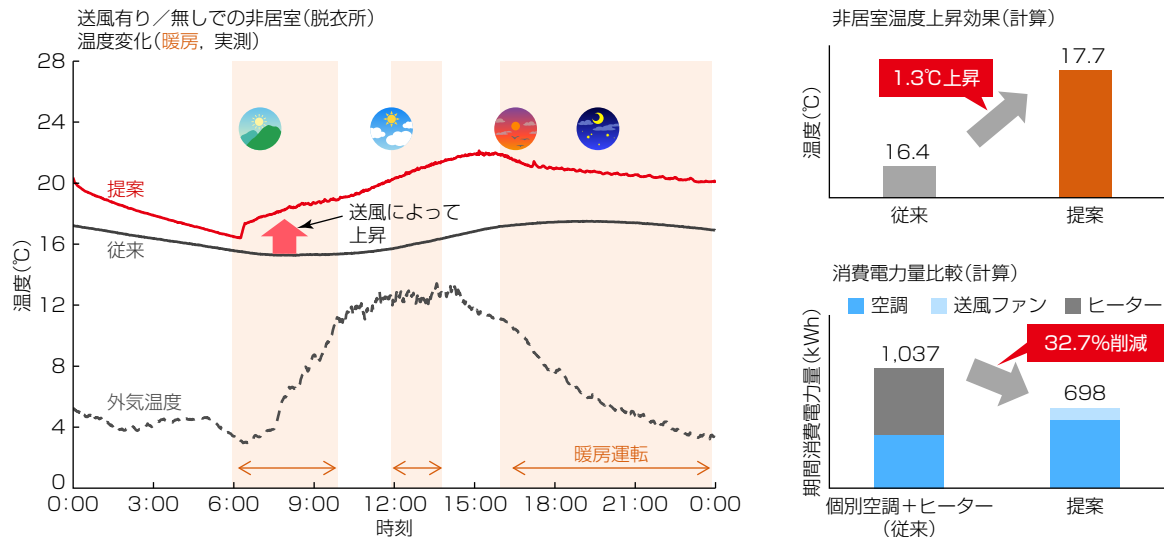 送風有り／無しでの非居室（脱衣所）
温度変化（暖房，実測）
28
24
20
16
12
8
4
0
温度（℃）
提案
従来
送風によって
上昇
外気温度
暖房運転
0:00
3:00
6:00
9:00
12:00
15:00
18:00
21:00
0:00
時刻
非居室温度上昇効果（計算）
温度（℃）
1.3℃上昇
16.4
17.7
従来
提案
消費電力量比較（計算）
空調
送風ファン
ヒーター
期間消費電力量（kWh）
1,037
32.7%削減
698
個別空調＋ヒーター
（従来）
提案